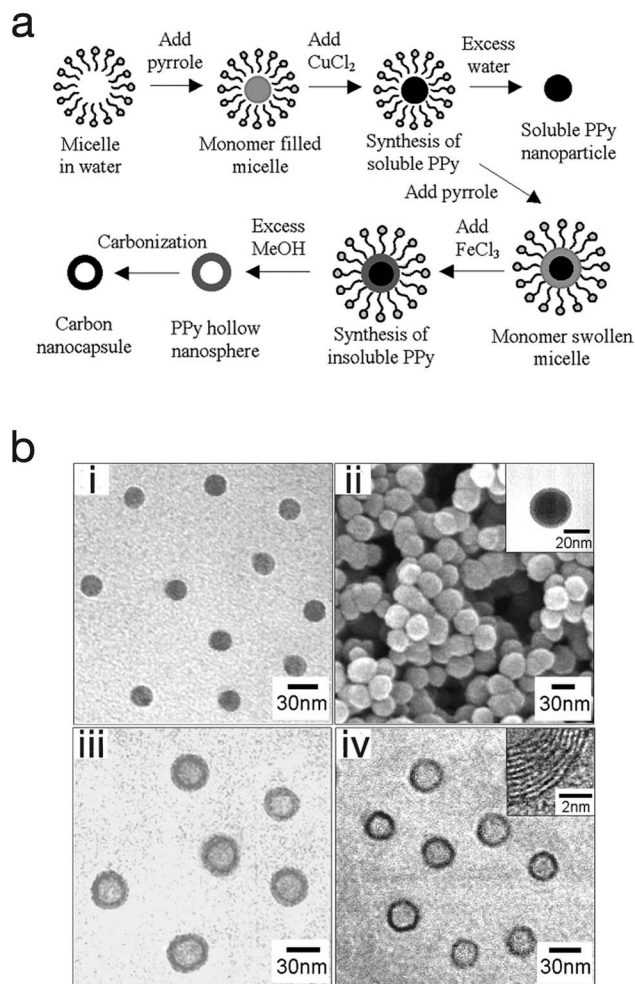 a
Add
pyrrole
Add
CuCl₂
Excess
water
Micelle
in water
Monomer filled
micelle
Synthesis of
soluble PPy
Soluble PPy
nanoparticle
Add pyrrole
Carbonization
Excess
MeOH
Add
FeCl₃
Carbon
nanocapsule
PPy hollow
nanosphere
Synthesis of
insoluble PPy
Monomer swollen
micelle
b
i
30nm
ii
20nm
30nm
iii
30nm
iv
2nm
30nm